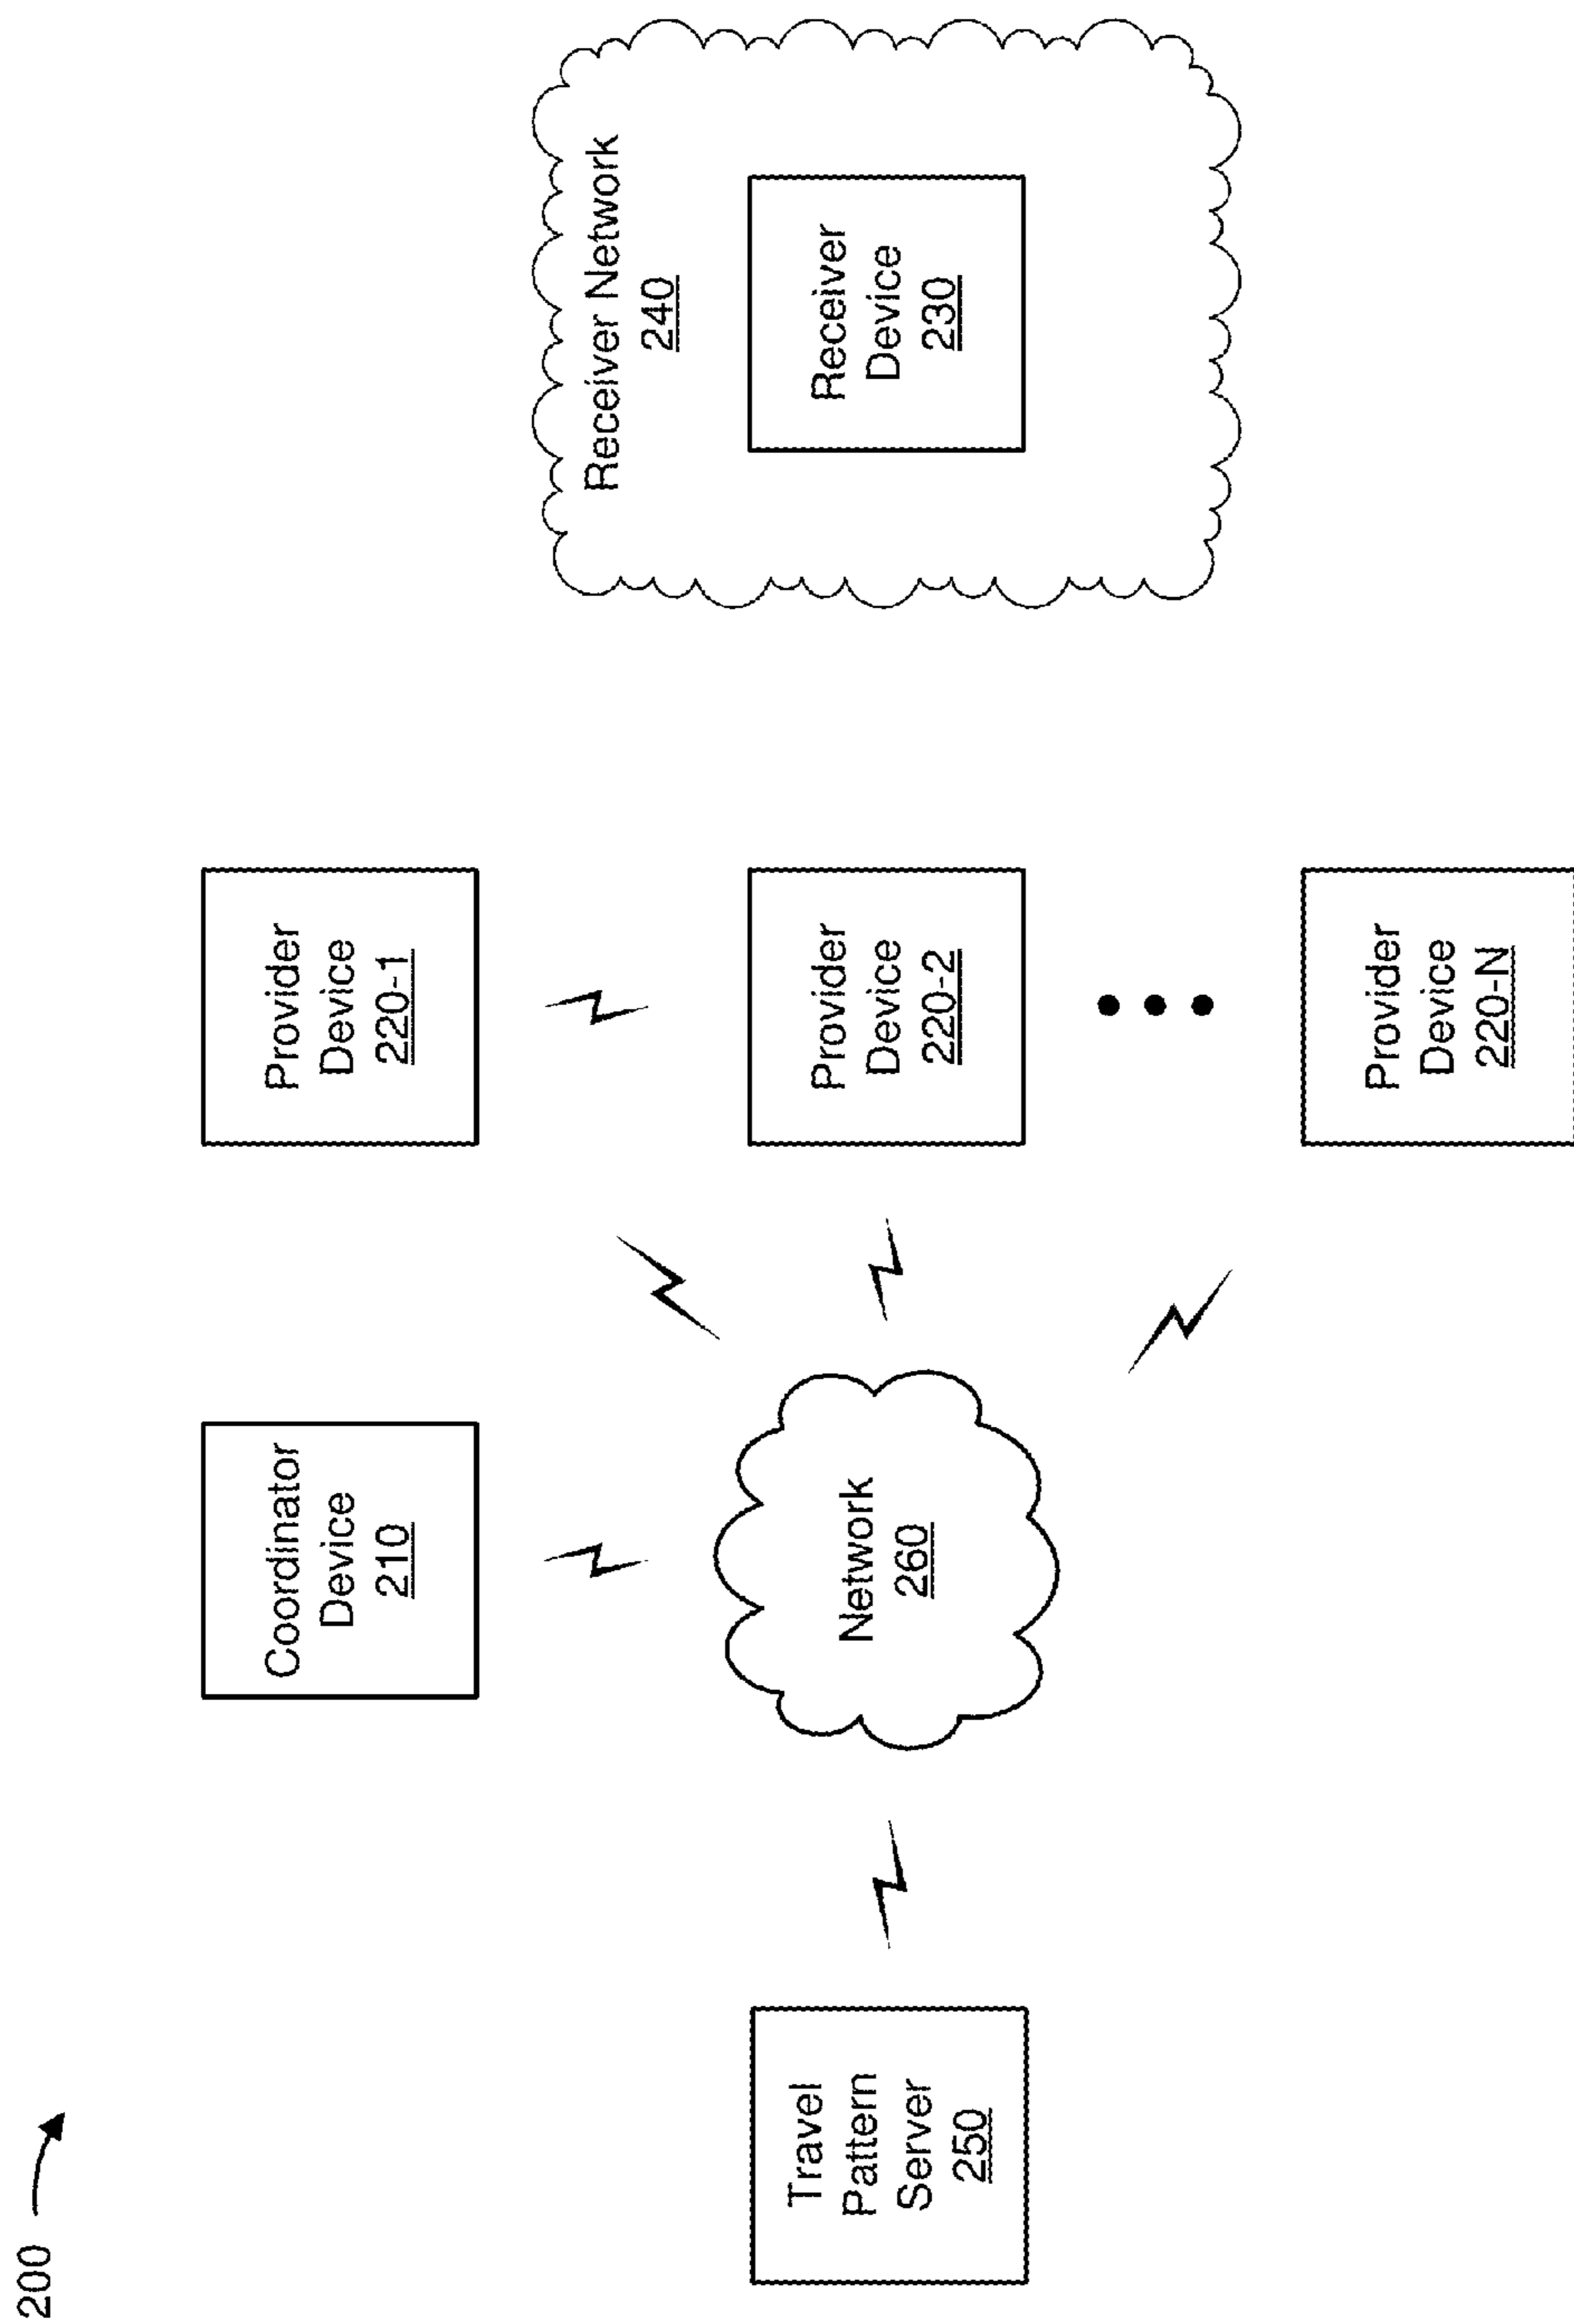 200
Coordinator
Device
210
Provider
Device
220-1
Travel
Pattern
Server
250
Network
260
Provider
Device
220-2
Receiver Network
240
Receiver
Device
230
Provider
Device
220-N